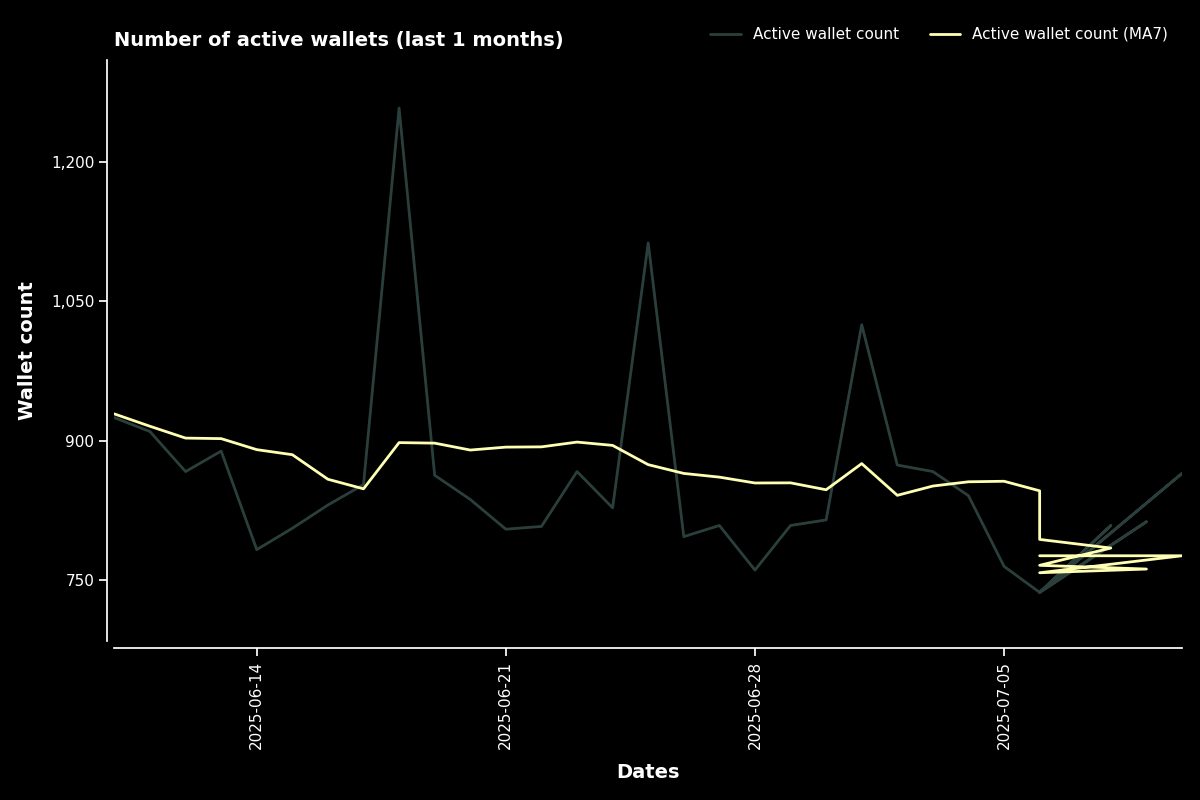 Number of active wallets (last 1 months)
Active wallet count
Active wallet count (MA7)
Wallet count
1,200
1,050
900
750
2025-06-14
2025-06-21
2025-06-28
2025-07-05
Dates